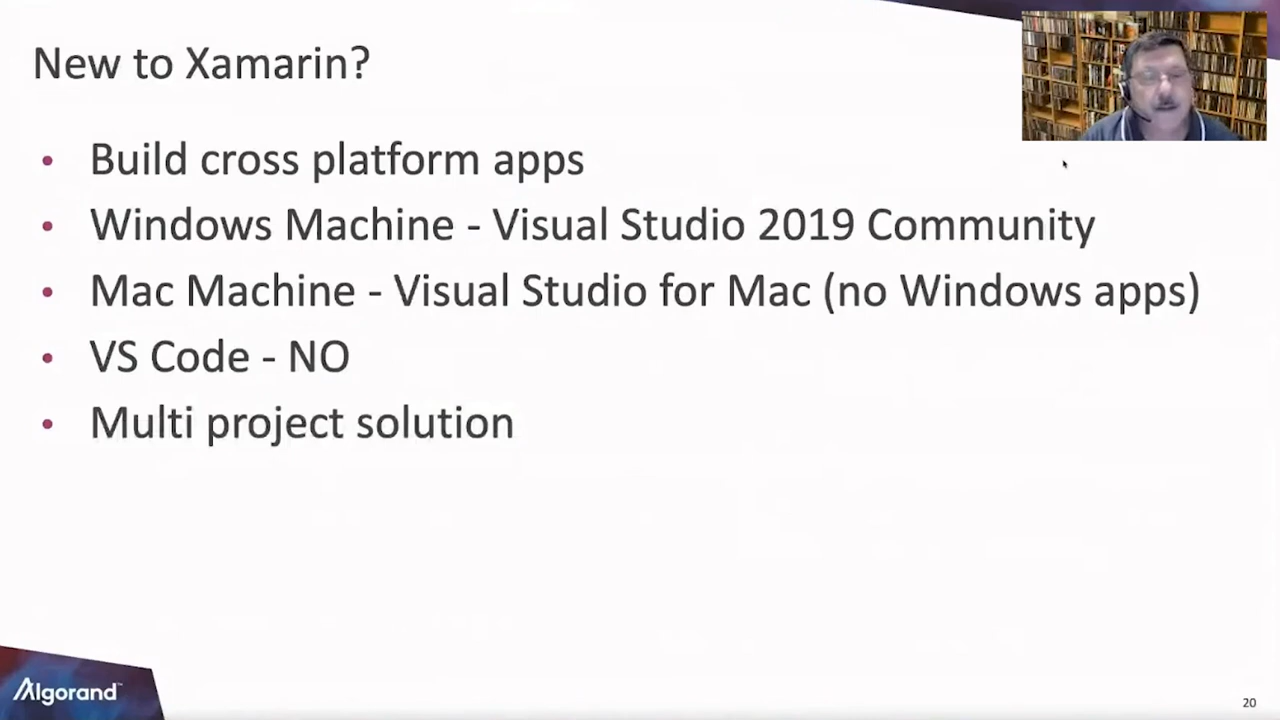 New to Xamarin?
• Build cross platform apps
• Windows Machine - Visual Studio 2019 Community
• Mac Machine - Visual Studio for Mac (no Windows apps)
• VS Code - NO
• Multi project solution
Algorand™
20